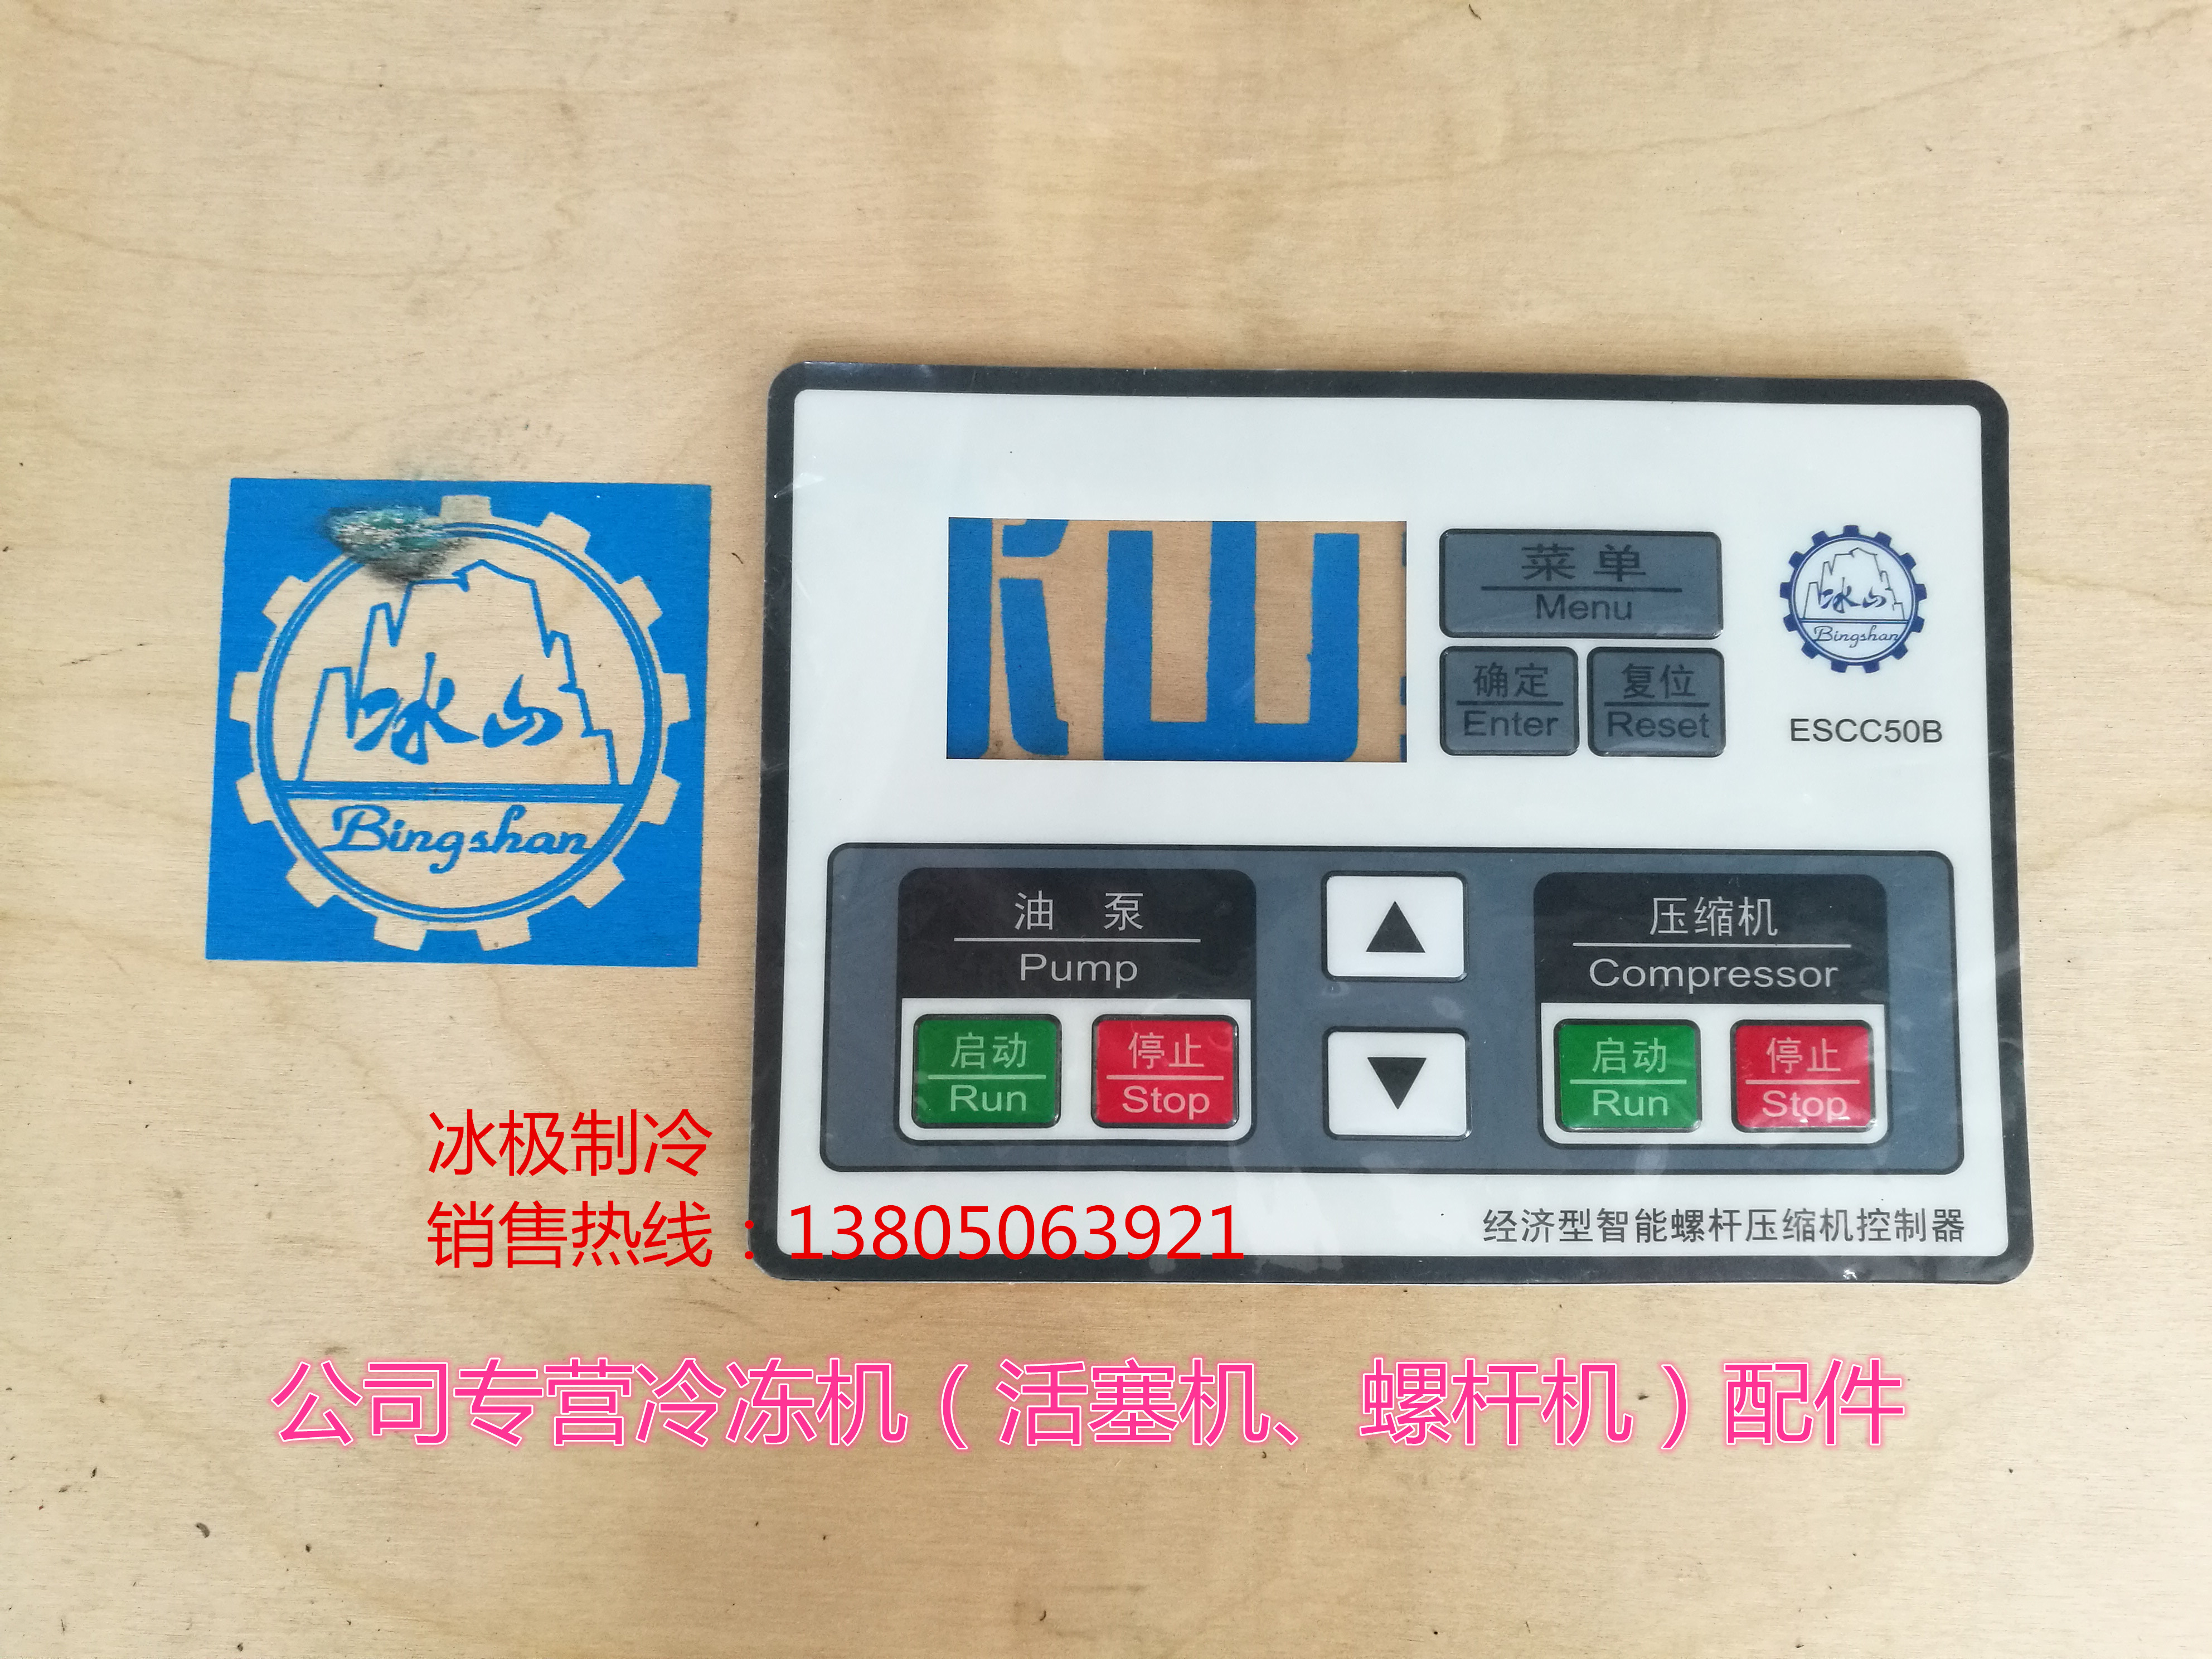 冰山
Bingshan
菜单
Menu
确定
Enter
复位
Reset
冰山
Bingshan
ESCC50B
油 泵
Pump
启动
Run
停止
Stop
▲
▼
压缩机
Compressor
启动
Run
停止
Stop
经济型智能螺杆压缩机控制器
冰极制冷
销售热线：13805063921
公司专营冷冻机（活塞机、螺杆机）配件